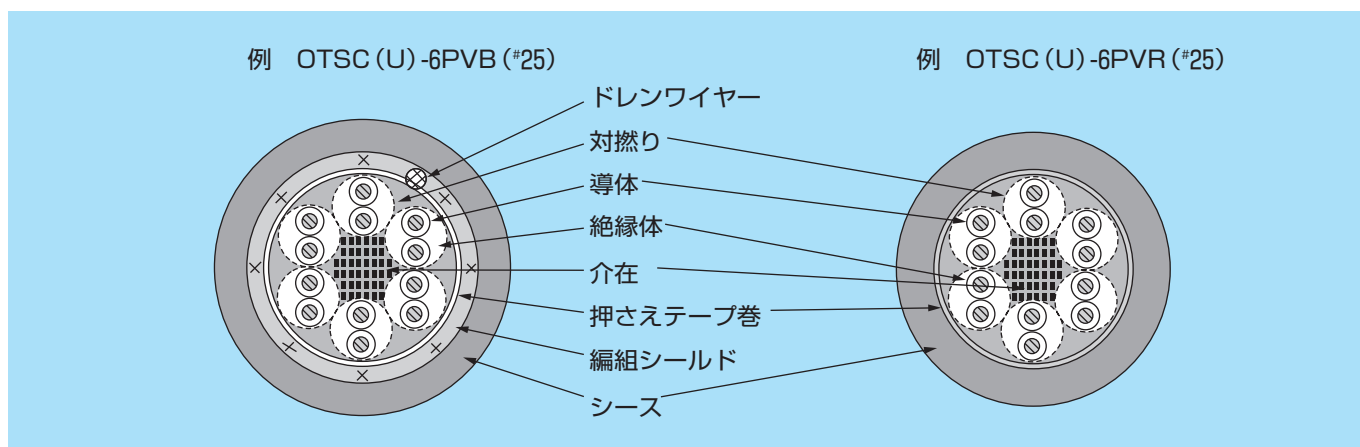 例 OTSC(U)-6PVB(#25)
例 OTSC(U)-6PVR(#25)
ドレンワイヤー
対撚り
導体
絶縁体
介在
押さえテープ巻
編組シールド
シース